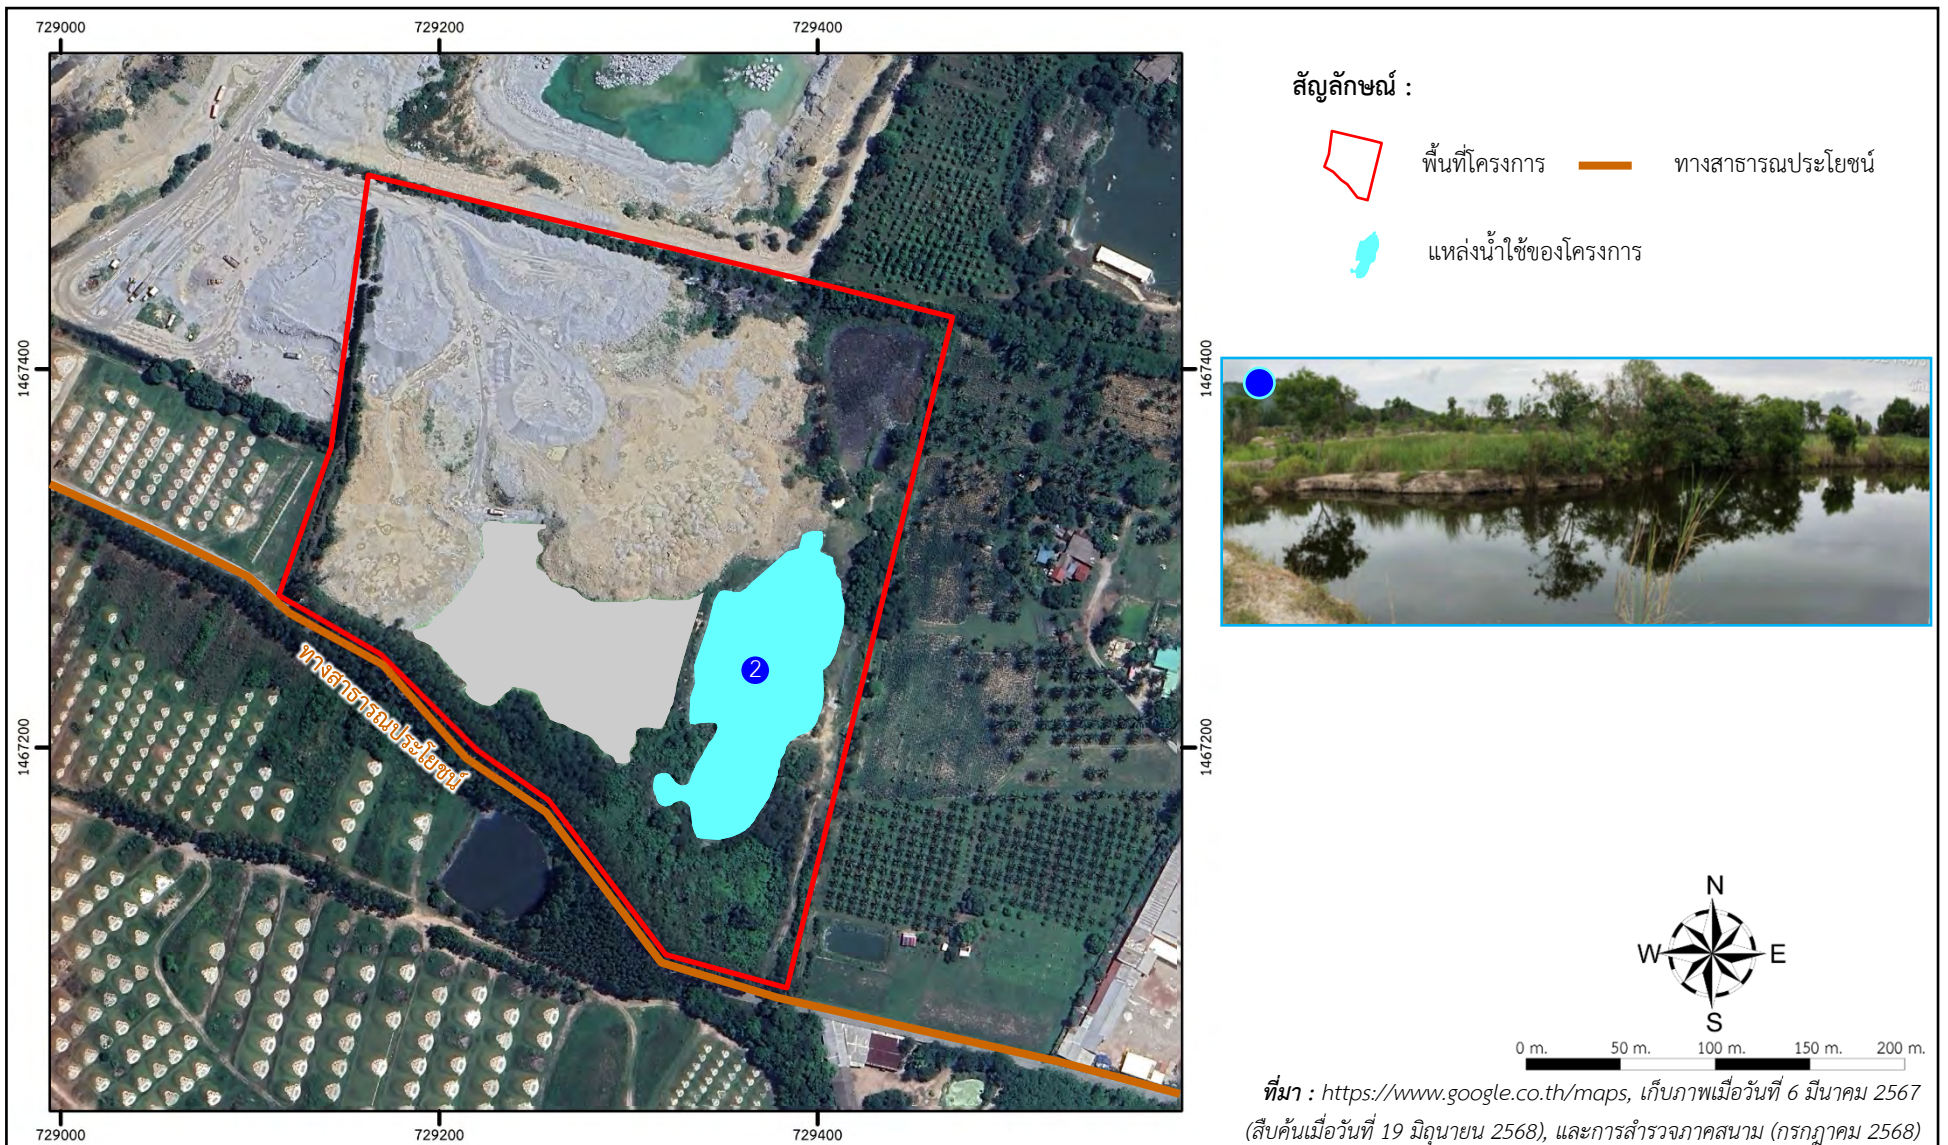 729000
729200
729400
1467400
1467200
1467400
1467200
ทางสาธารณประโยชน์
2
729000
729200
729400
สัญลักษณ์ :
พื้นที่โครงการ
ทางสาธารณประโยชน์
แหล่งน้ำใช้ของโครงการ
N
W
E
S
0 m.
50 m.
100 m.
150 m.
200 m.
ที่มา : https://www.google.co.th/maps, เก็บภาพเมื่อวันที่ 6 มีนาคม 2567
(สืบค้นเมื่อวันที่ 19 มิถุนายน 2568), และการสำรวจภาคสนาม (กรกฎาคม 2568)